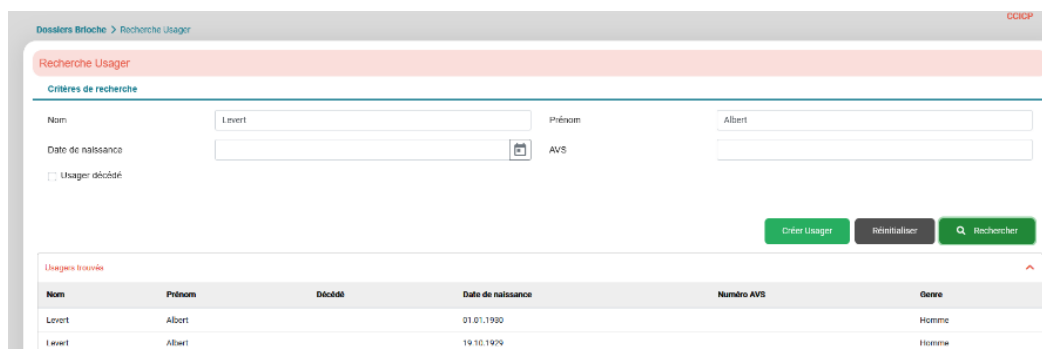 CCICP
Dossiers Brioche > Recherche Usager
Recherche Usager
Critères de recherche
Nom Levert Prénom Albert
Date de naissance AVS
Usager décédé
Créer Usager Réinitialiser Rechercher
Usagers trouvés
Nom Prénom Décédé Date de naissance Numéro AVS Genre
Levert Albert 01.01.1930 Homme
Levert Albert 19.10.1929 Homme